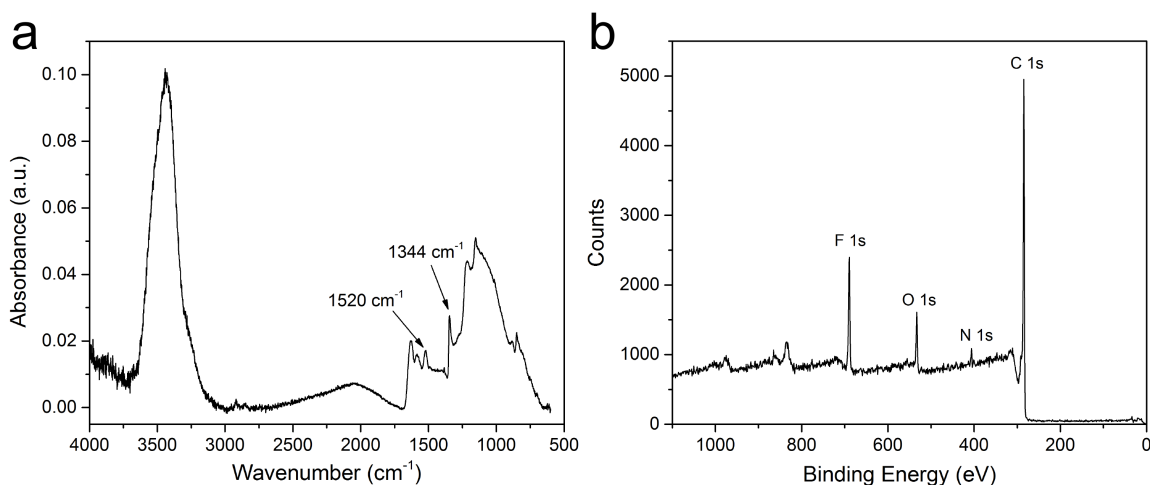 a
0.10
0.08
0.06
0.04
0.02
0.00
Absorbance (a.u.)
1344 cm⁻¹
1520 cm⁻¹
4000 3500 3000 2500 2000 1500 1000 500
Wavenumber (cm⁻¹)
b
5000
4000
3000
2000
1000
0
Counts
C 1s
F 1s
O 1s
N 1s
1000 800 600 400 200 0
Binding Energy (eV)